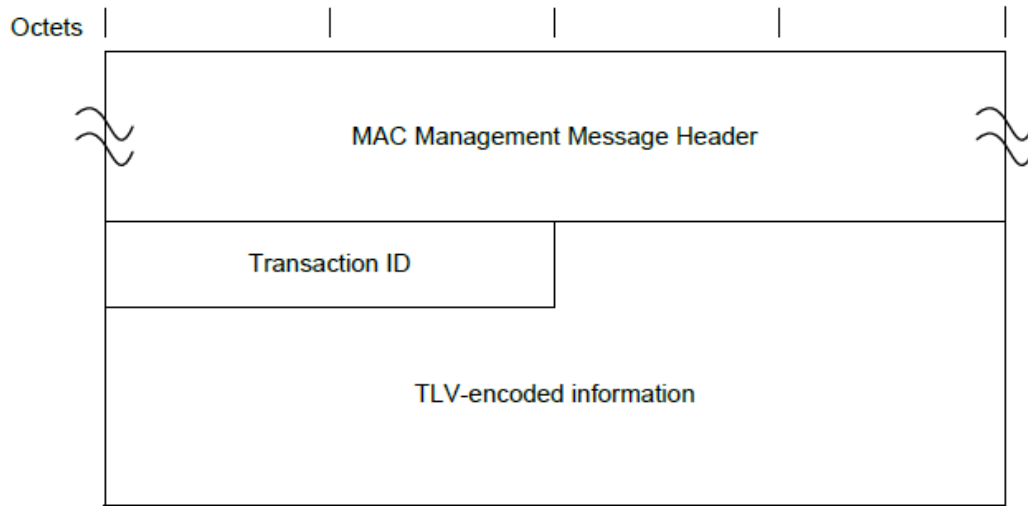 Octets
MAC Management Message Header
Transaction ID
TLV-encoded information